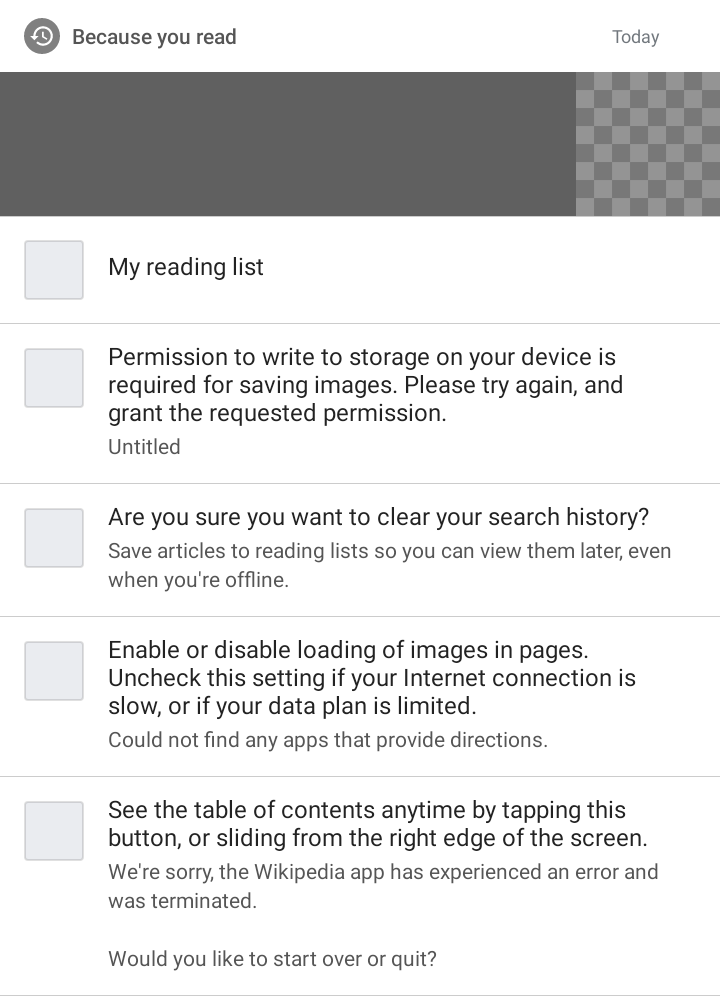 Because you read
Today
My reading list
Permission to write to storage on your device is
required for saving images. Please try again, and
grant the requested permission.
Untitled
Are you sure you want to clear your search history?
Save articles to reading lists so you can view them later, even
when you're offline.
Enable or disable loading of images in pages.
Uncheck this setting if your Internet connection is
slow, or if your data plan is limited.
Could not find any apps that provide directions.
See the table of contents anytime by tapping this
button, or sliding from the right edge of the screen.
We're sorry, the Wikipedia app has experienced an error and
was terminated.
Would you like to start over or quit?